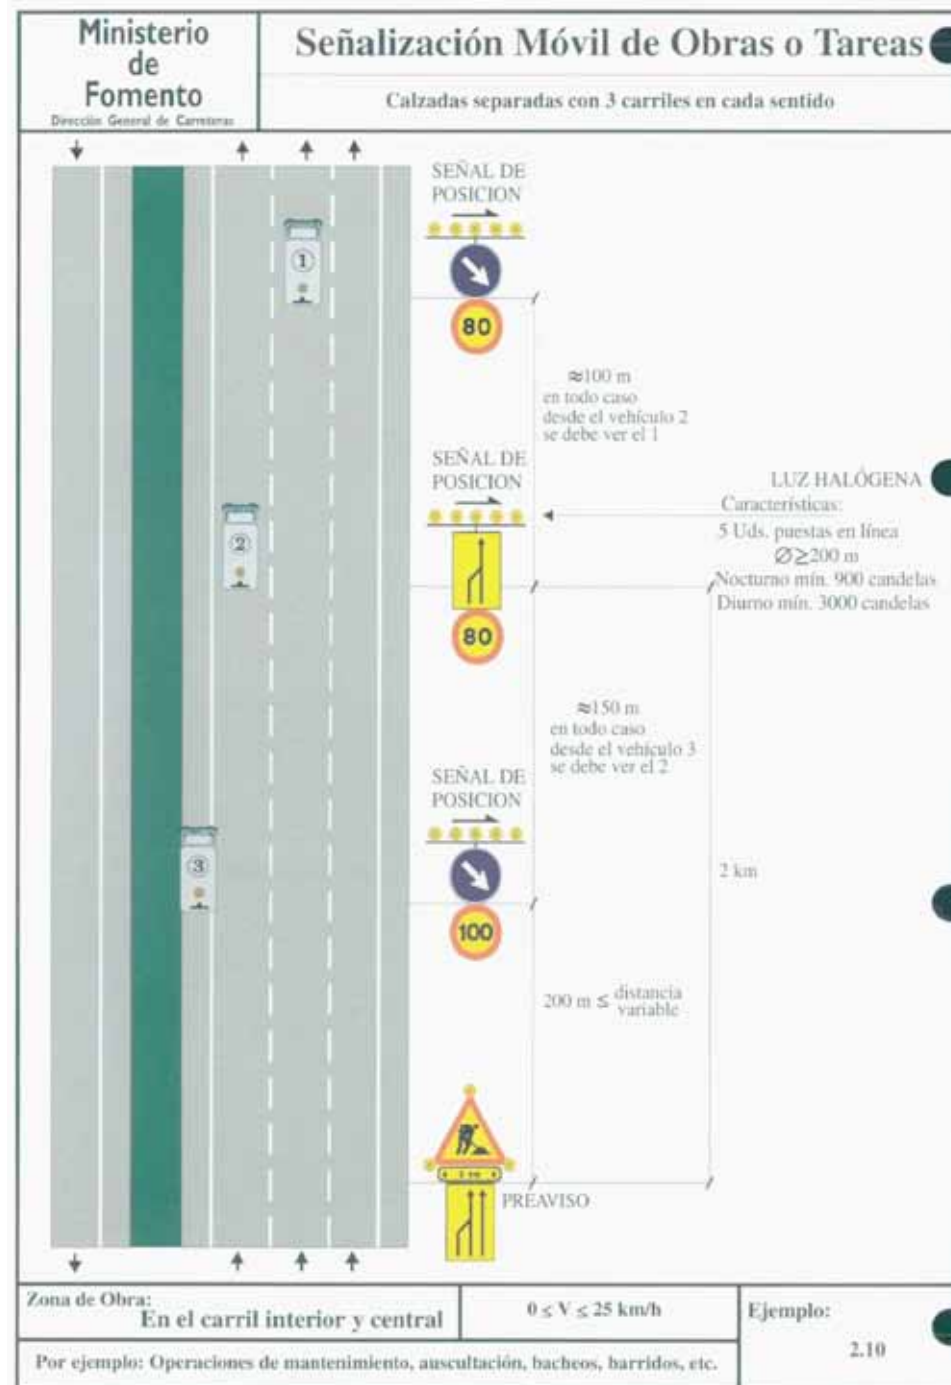 Ministerio
de
Fomento
Dirección General de Carreteras
Señalización Móvil de Obras o Tareas
Calzadas separadas con 3 carriles en cada sentido
SEÑAL DE
POSICION
1
80
≈100 m
en todo caso
desde el vehículo 2
se debe ver el 1
SEÑAL DE
POSICION
2
80
LUZ HALÓGENA
Características:
5 Uds. puestas en línea
Ø≥200 m
Nocturno mín. 900 candelas
Diurno mín. 3000 candelas
≈150 m
en todo caso
desde el vehículo 3
se debe ver el 2
SEÑAL DE
POSICION
3
100
2 km
200 m ≤ distancia
variable
PREAVISO
Zona de Obra:
En el carril interior y central
0 ≤ V ≤ 25 km/h
Ejemplo:
2.10
Por ejemplo: Operaciones de mantenimiento, auscultación, bacheos, barridos, etc.